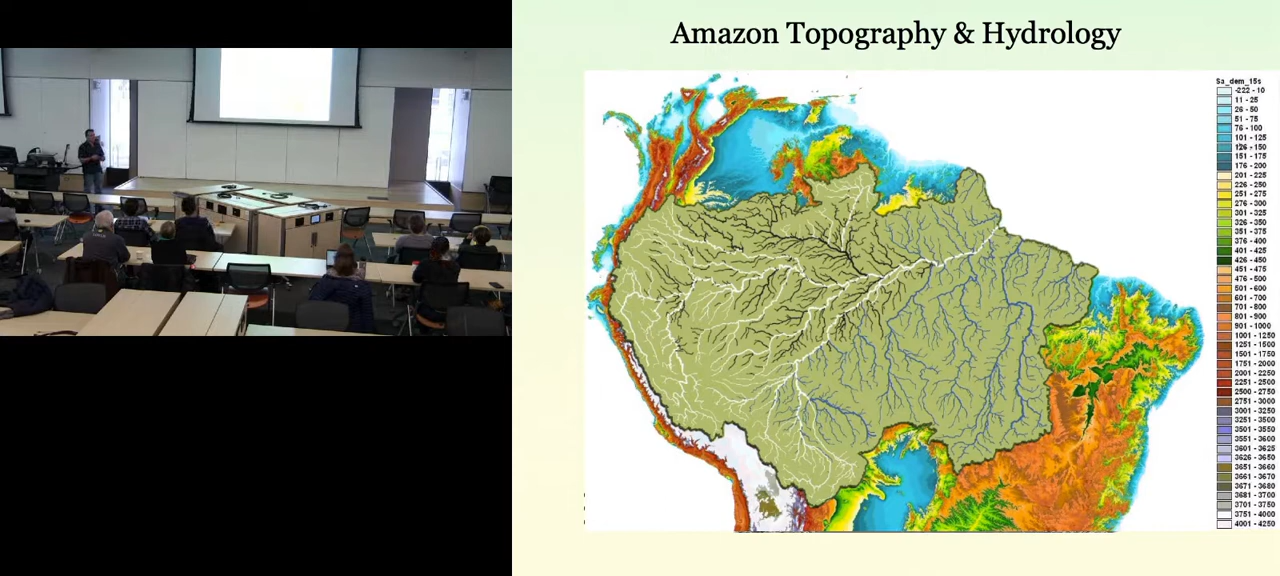 Amazon Topography & Hydrology
Sa_dem_15s
-222 - 10
11 - 25
26 - 50
51 - 75
76 - 100
101 - 125
126 - 150
151 - 175
176 - 200
201 - 225
226 - 250
251 - 275
276 - 300
301 - 325
326 - 350
351 - 375
376 - 400
401 - 425
426 - 450
451 - 475
476 - 500
501 - 600
601 - 700
701 - 800
801 - 900
901 - 1000
1001 - 1250
1251 - 1500
1501 - 1750
1751 - 2000
2001 - 2250
2251 - 2500
2500 - 2750
2751 - 3000
3001 - 3250
3251 - 3500
3501 - 3550
3551 - 3600
3601 - 3625
3626 - 3650
3651 - 3660
3661 - 3670
3671 - 3680
3681 - 3700
3701 - 3750
3751 - 4000
4001 - 4250